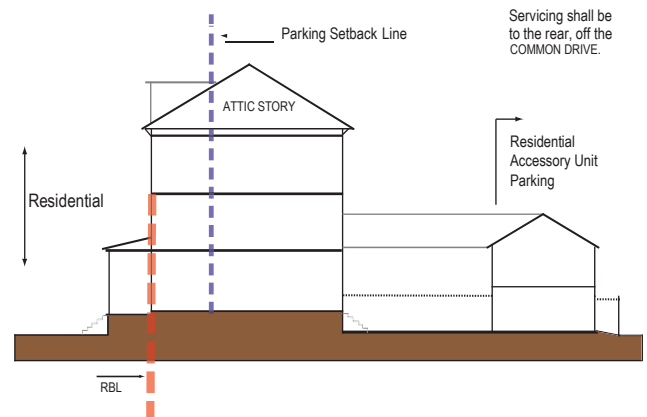 Parking Setback Line
Servicing shall be
to the rear, off the
COMMON DRIVE.
ATTIC STORY
Residential
Accessory Unit
Parking
Residential
RBL